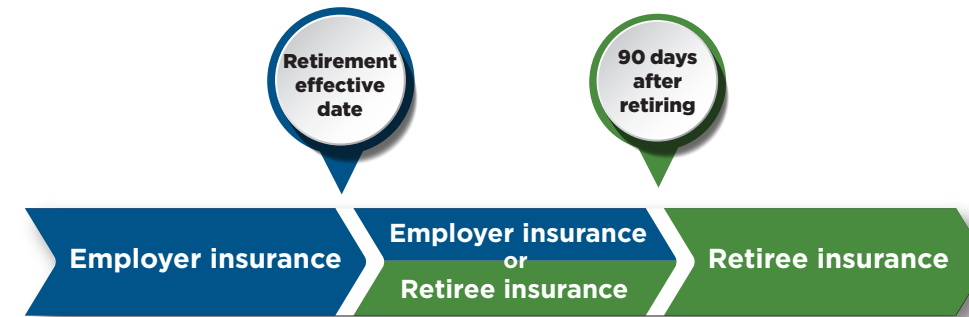 Retirement
effective
date
90 days
after
retiring
Employer insurance
Employer insurance
or
Retiree insurance
Retiree insurance